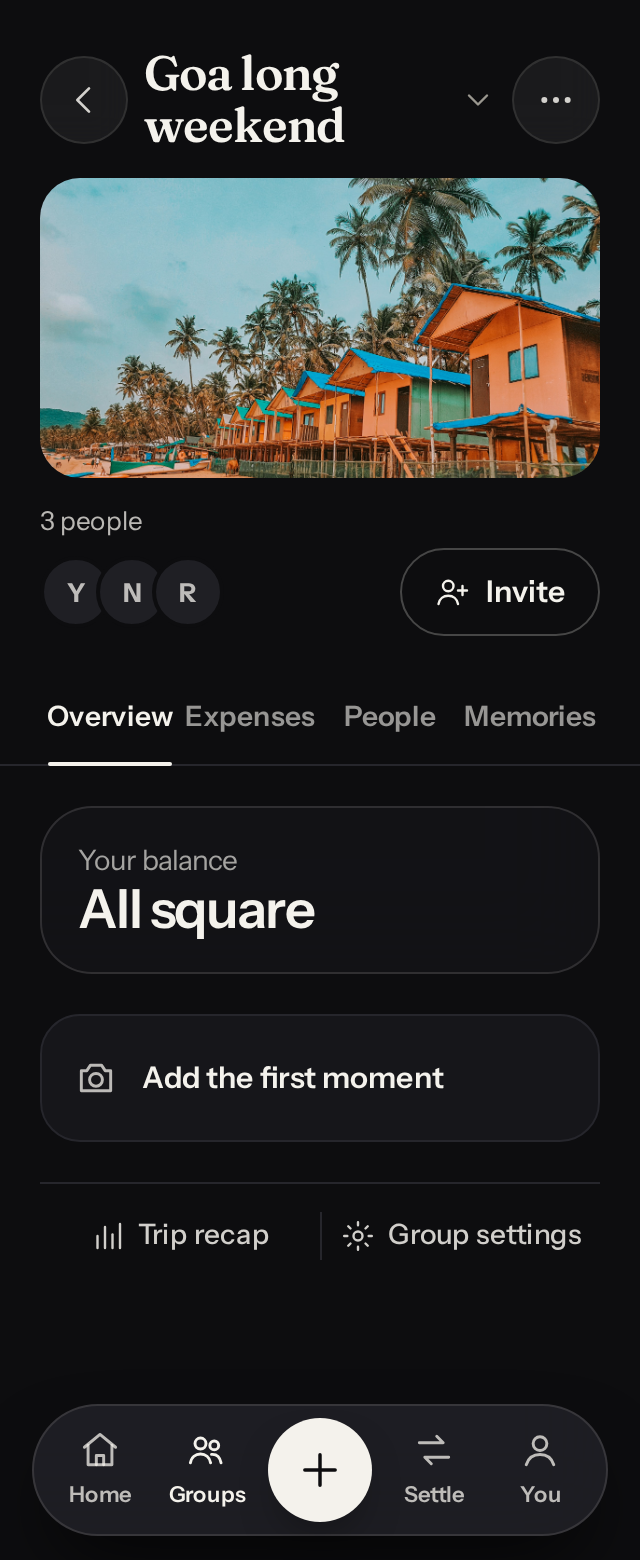 Goa long
weekend
3 people
Y N R
Invite
Overview Expenses People Memories
Your balance
All square
Add the first moment
Trip recap Group settings
Home Groups Settle You